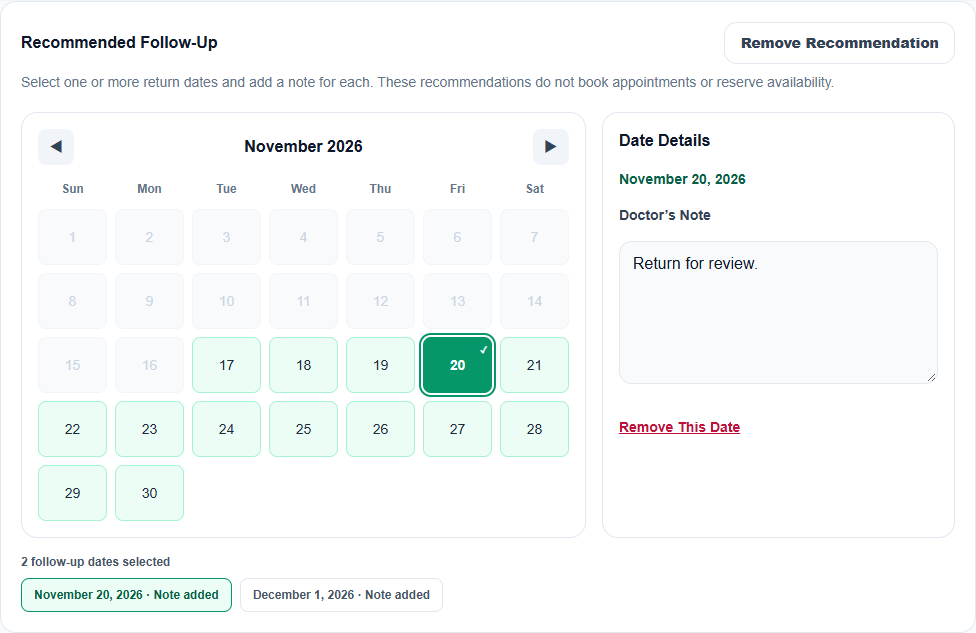 Recommended Follow-Up
Remove Recommendation
Select one or more return dates and add a note for each. These recommendations do not book appointments or reserve availability.
◀ November 2026 ▶
Sun Mon Tue Wed Thu Fri Sat
1 2 3 4 5 6 7
8 9 10 11 12 13 14
15 16 17 18 19 20 ✓ 21
22 23 24 25 26 27 28
29 30
Date Details
November 20, 2026
Doctor’s Note
Return for review.
Remove This Date
2 follow-up dates selected
November 20, 2026 · Note added
December 1, 2026 · Note added